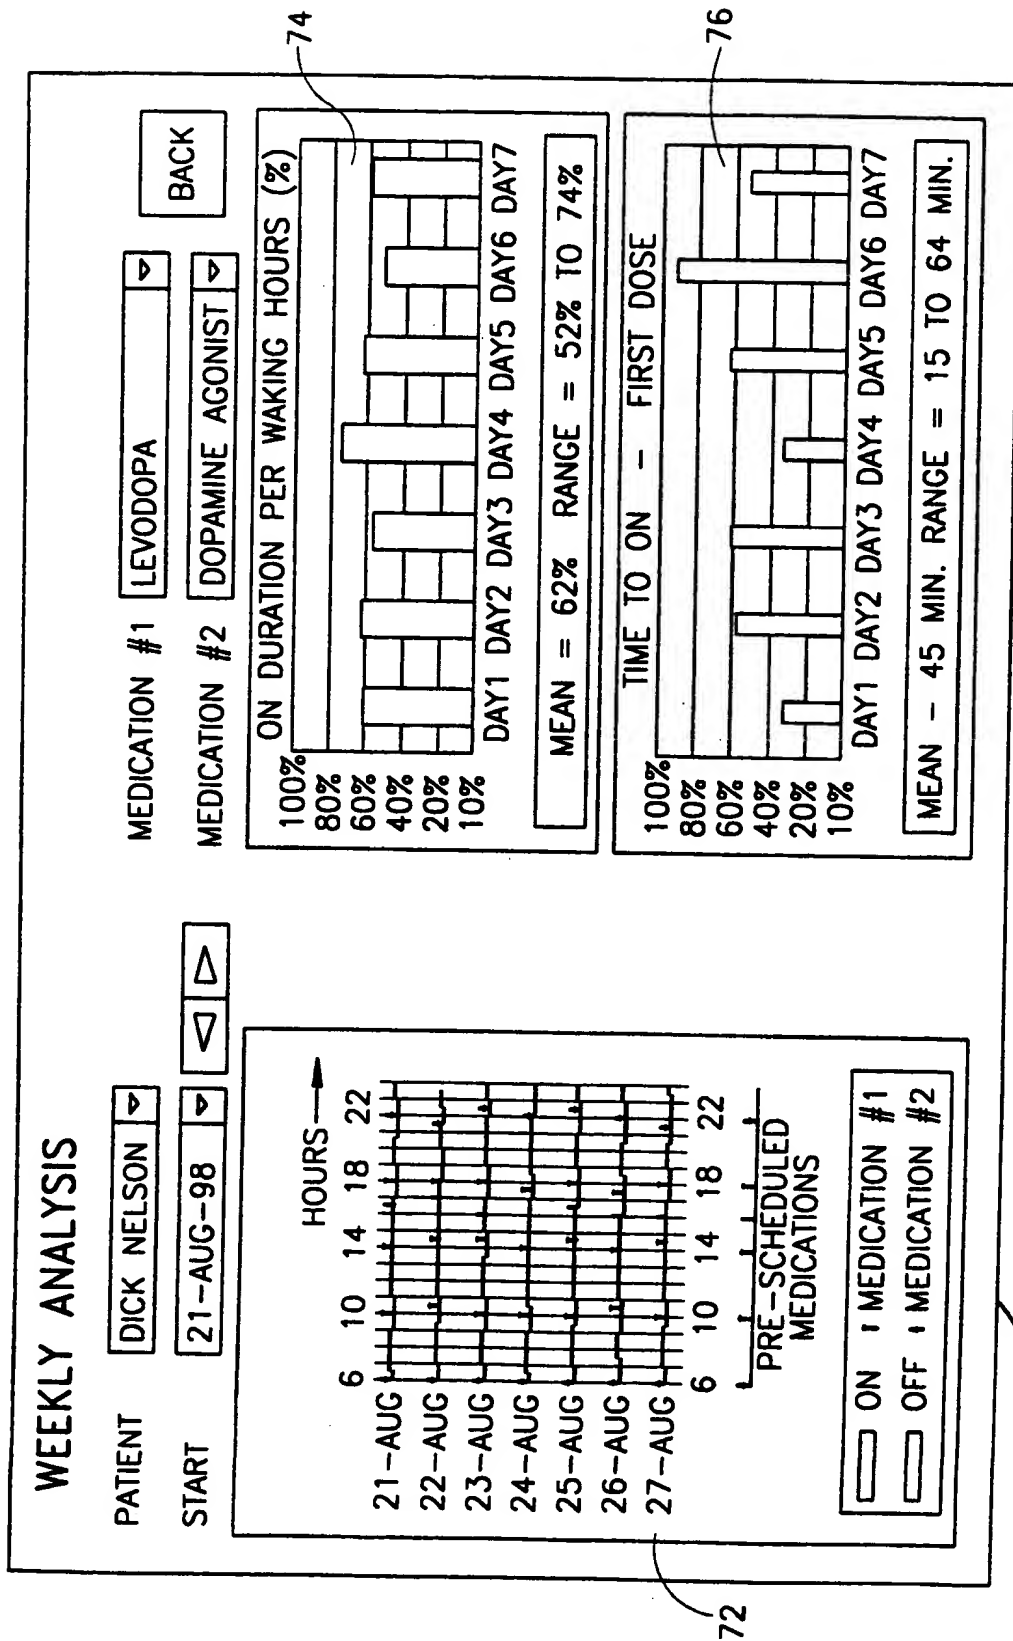 WEEKLY ANALYSIS
PATIENT
DICK NELSON
START
21-AUG-98
MEDICATION #1
LEVODOPA
MEDICATION #2
DOPAMINE AGONIST
BACK
HOURS
6 10 14 18 22
21-AUG
22-AUG
23-AUG
24-AUG
25-AUG
26-AUG
27-AUG
6 10 14 18 22
PRE-SCHEDULED
MEDICATIONS
ON MEDICATION #1
OFF MEDICATION #2
72
ON DURATION PER WAKING HOURS (%)
100%
80%
60%
40%
20%
10%
DAY1 DAY2 DAY3 DAY4 DAY5 DAY6 DAY7
MEAN = 62% RANGE = 52% TO 74%
74
TIME TO ON - FIRST DOSE
100%
80%
60%
40%
20%
10%
DAY1 DAY2 DAY3 DAY4 DAY5 DAY6 DAY7
MEAN - 45 MIN. RANGE = 15 TO 64 MIN.
76